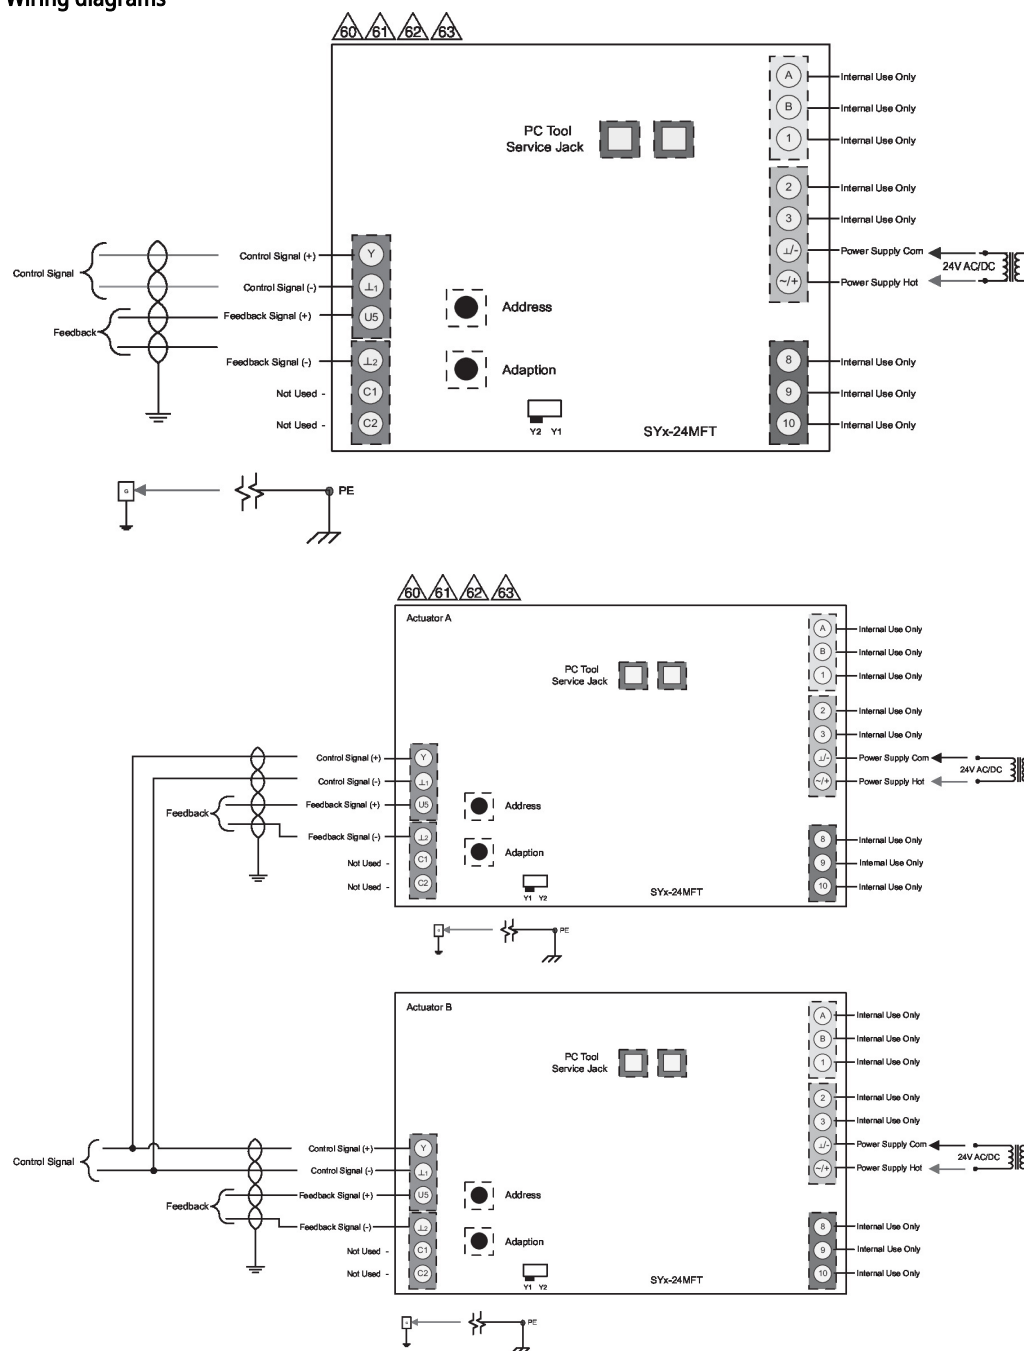 Wiring diagrams
60 61 62 63
A Internal Use Only
B Internal Use Only
PC Tool
Service Jack
1 Internal Use Only
2 Internal Use Only
3 Internal Use Only
Control Signal
Control Signal (+) Y
⊥/- Power Supply Com
24V AC/DC
Control Signal (-) ⊥1
~/+ Power Supply Hot
Feedback
Feedback Signal (+) U5
Address
Feedback Signal (-) ⊥2
8 Internal Use Only
Adaption
Not Used - C1
9 Internal Use Only
Not Used - C2
Y2 Y1
SYx-24MFT
10 Internal Use Only
G
PE
60 61 62 63
Actuator A
A Internal Use Only
B Internal Use Only
PC Tool
Service Jack
1 Internal Use Only
2 Internal Use Only
3 Internal Use Only
Control Signal (+) Y
⊥/- Power Supply Com
24V AC/DC
Control Signal (-) ⊥1
~/+ Power Supply Hot
Feedback
Feedback Signal (+) U5
Address
Feedback Signal (-) ⊥2
8 Internal Use Only
Adaption
Not Used - C1
9 Internal Use Only
Not Used - C2
Y1 Y2
SYx-24MFT
10 Internal Use Only
PE
Actuator B
A Internal Use Only
B Internal Use Only
PC Tool
Service Jack
1 Internal Use Only
2 Internal Use Only
3 Internal Use Only
Control Signal
Control Signal (+) Y
⊥/- Power Supply Com
24V AC/DC
Control Signal (-) ⊥1
~/+ Power Supply Hot
Feedback
Feedback Signal (+) U5
Address
Feedback Signal (-) ⊥2
8 Internal Use Only
Adaption
Not Used - C1
9 Internal Use Only
Not Used - C2
Y1 Y2
SYx-24MFT
10 Internal Use Only
PE